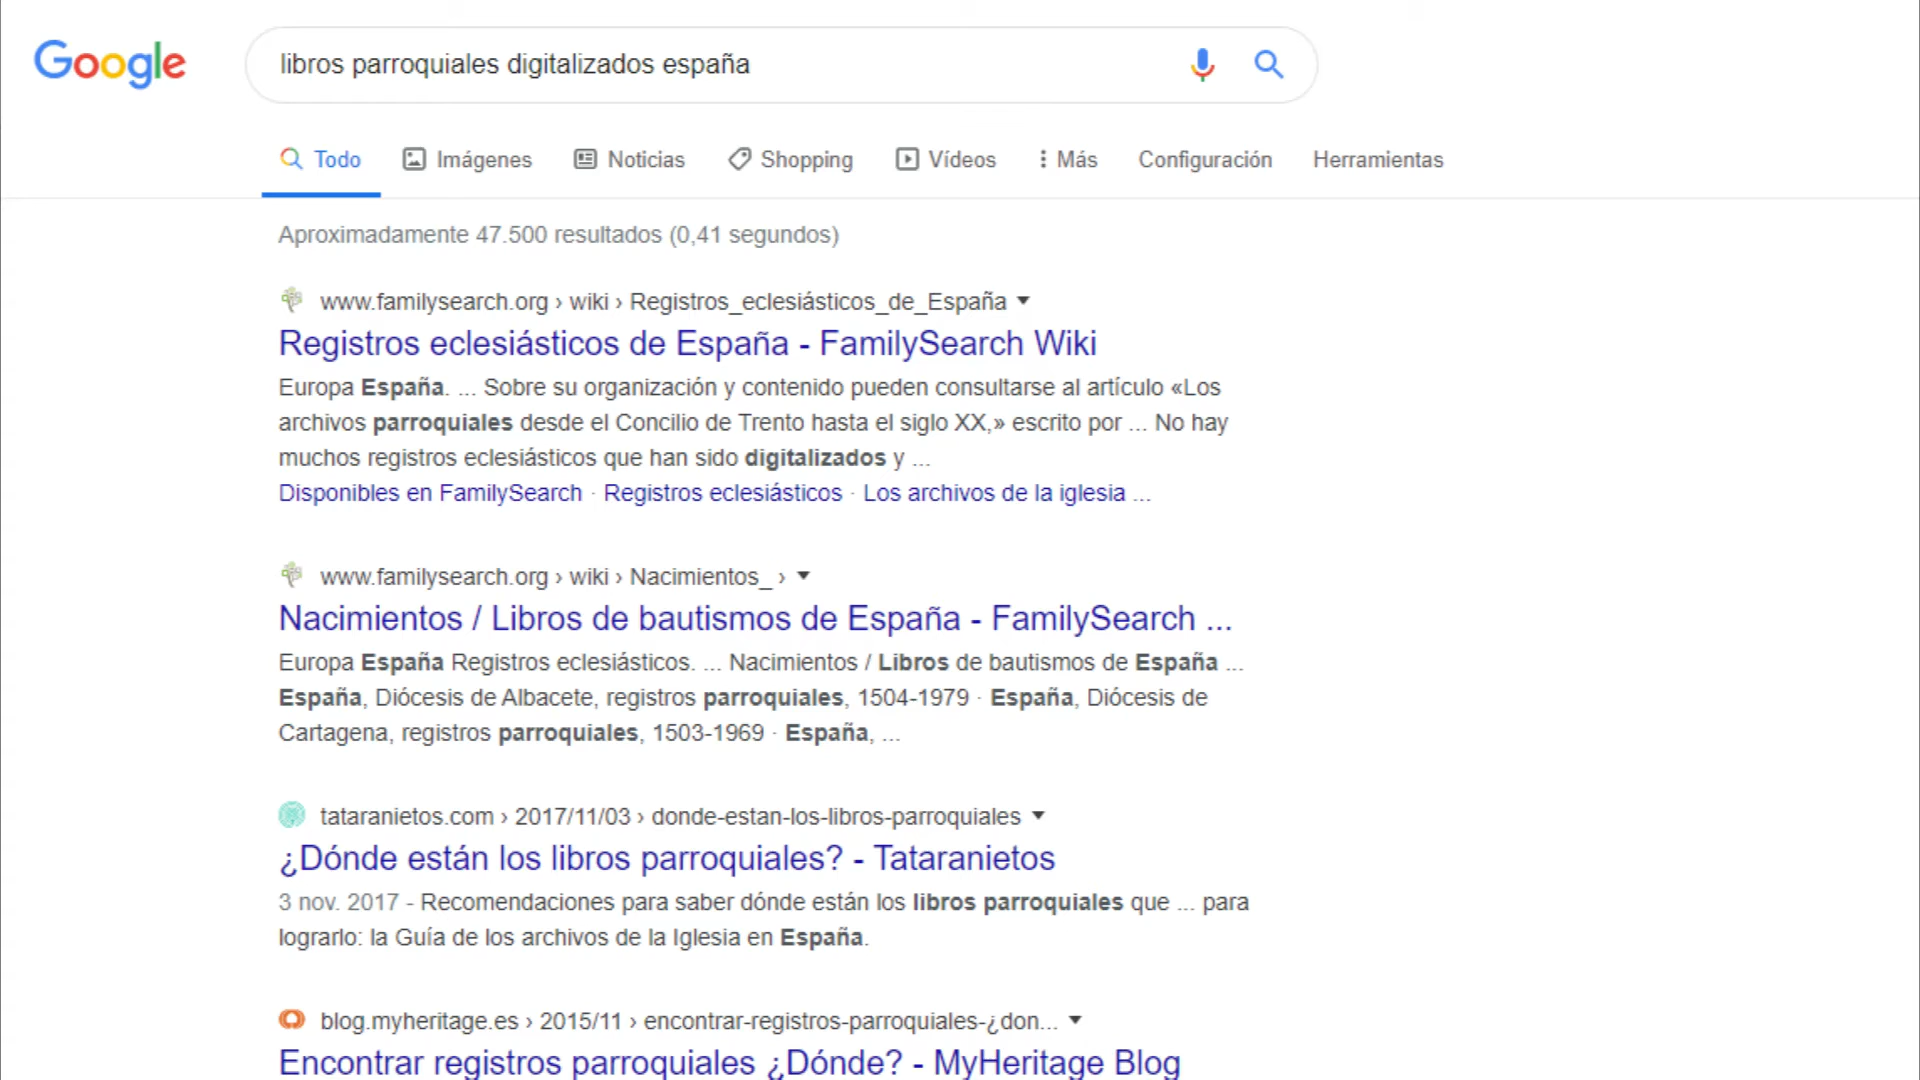 Google
libros parroquiales digitalizados españa
Todo Imágenes Noticias Shopping Vídeos Más Configuración Herramientas
Aproximadamente 47.500 resultados (0,41 segundos)
www.familysearch.org › wiki › Registros_eclesiásticos_de_España
Registros eclesiásticos de España - FamilySearch Wiki
Europa España. ... Sobre su organización y contenido pueden consultarse al artículo «Los
archivos parroquiales desde el Concilio de Trento hasta el siglo XX,» escrito por ... No hay
muchos registros eclesiásticos que han sido digitalizados y ...
Disponibles en FamilySearch · Registros eclesiásticos · Los archivos de la iglesia ...
www.familysearch.org › wiki › Nacimientos_ ›
Nacimientos / Libros de bautismos de España - FamilySearch ...
Europa España Registros eclesiásticos. ... Nacimientos / Libros de bautismos de España ...
España, Diócesis de Albacete, registros parroquiales, 1504-1979 · España, Diócesis de
Cartagena, registros parroquiales, 1503-1969 · España, ...
tataranietos.com › 2017/11/03 › donde-estan-los-libros-parroquiales
¿Dónde están los libros parroquiales? - Tataranietos
3 nov. 2017 - Recomendaciones para saber dónde están los libros parroquiales que ... para
lograrlo: la Guía de los archivos de la Iglesia en España.
blog.myheritage.es › 2015/11 › encontrar-registros-parroquiales-¿don...
Encontrar registros parroquiales ¿Dónde? - MyHeritage Blog